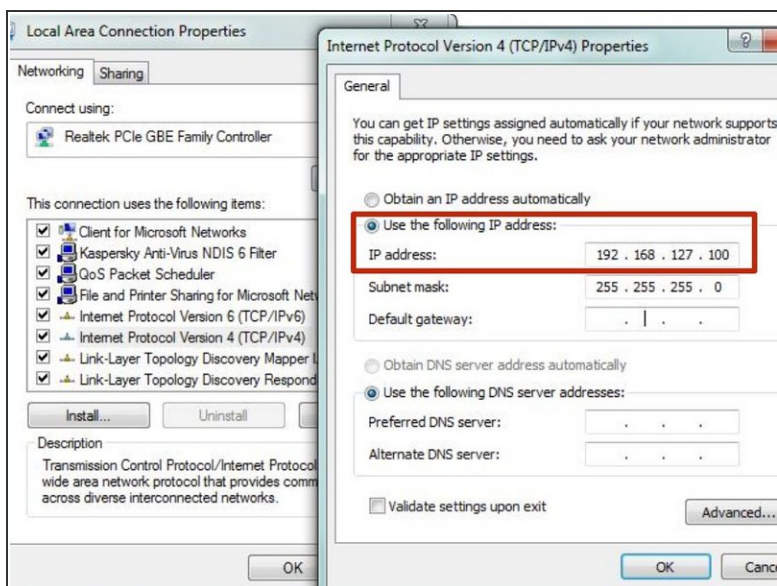 Local Area Connection Properties
Networking
Sharing
Connect using:
Realtek PCIe GBE Family Controller
This connection uses the following items:
Client for Microsoft Networks
Kaspersky Anti-Virus NDIS 6 Filter
QoS Packet Scheduler
File and Printer Sharing for Microsoft Net
Internet Protocol Version 6 (TCP/IPv6)
Internet Protocol Version 4 (TCP/IPv4)
Link-Layer Topology Discovery Mapper I
Link-Layer Topology Discovery Respond
Install...
Uninstall
Description
Transmission Control Protocol/Internet Protocol
wide area network protocol that provides comm
across diverse interconnected networks.
OK
Internet Protocol Version 4 (TCP/IPv4) Properties
General
You can get IP settings assigned automatically if your network supports
this capability. Otherwise, you need to ask your network administrator
for the appropriate IP settings.
Obtain an IP address automatically
Use the following IP address:
IP address: 192 . 168 . 127 . 100
Subnet mask: 255 . 255 . 255 . 0
Default gateway: . . .
Obtain DNS server address automatically
Use the following DNS server addresses:
Preferred DNS server: . . .
Alternate DNS server: . . .
Validate settings upon exit
Advanced...
OK
Canc